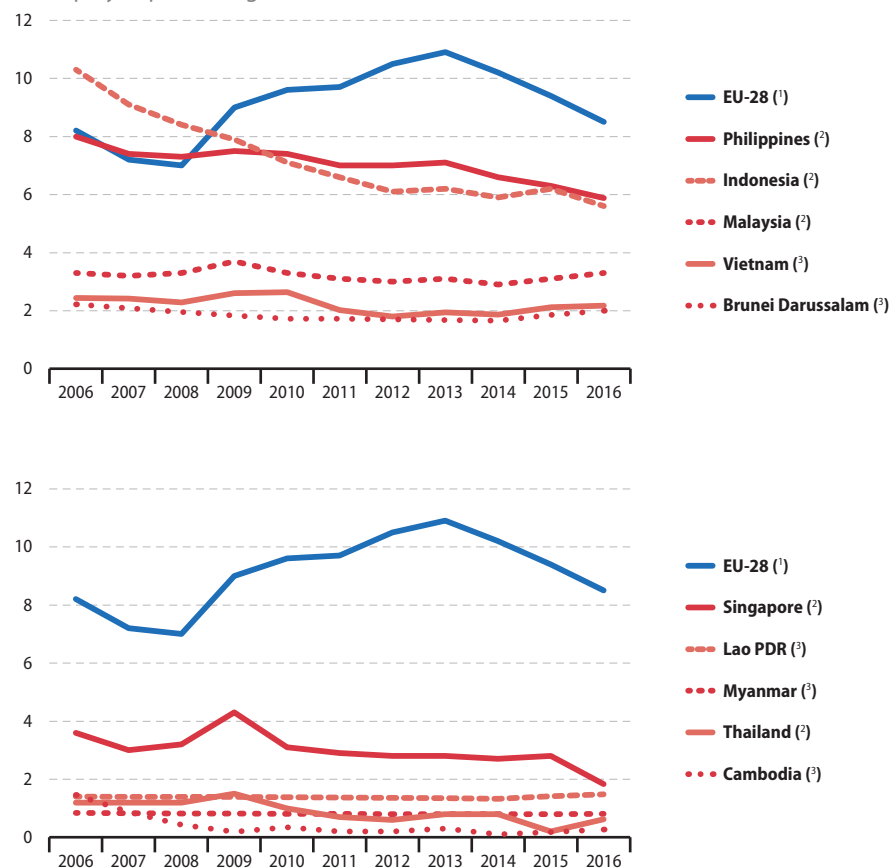 12
10
8
6
4
2
0
2006 2007 2008 2009 2010 2011 2012 2013 2014 2015 2016
EU-28 (¹)
Philippines (²)
Indonesia (²)
Malaysia (²)
Vietnam (³)
Brunei Darussalam (³)
12
10
8
6
4
2
0
2006 2007 2008 2009 2010 2011 2012 2013 2014 2015 2016
EU-28 (¹)
Singapore (²)
Lao PDR (³)
Myanmar (³)
Thailand (²)
Cambodia (³)